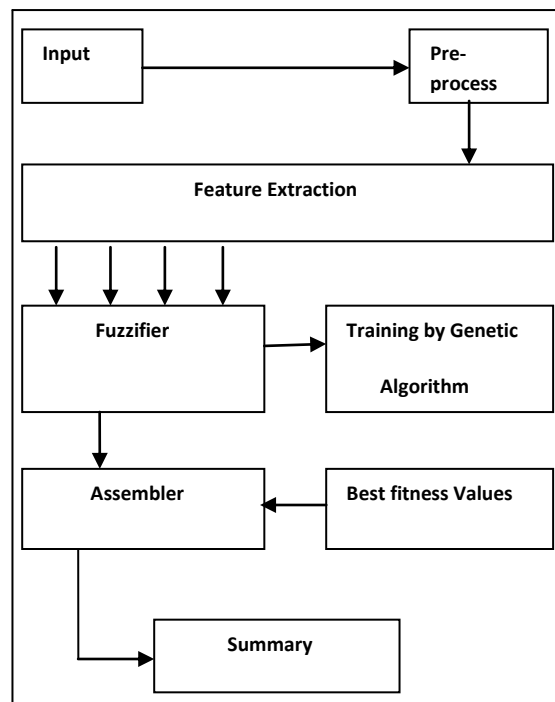 Input
Pre-
process
Feature Extraction
Fuzzifier
Training by Genetic
Algorithm
Assembler
Best fitness Values
Summary